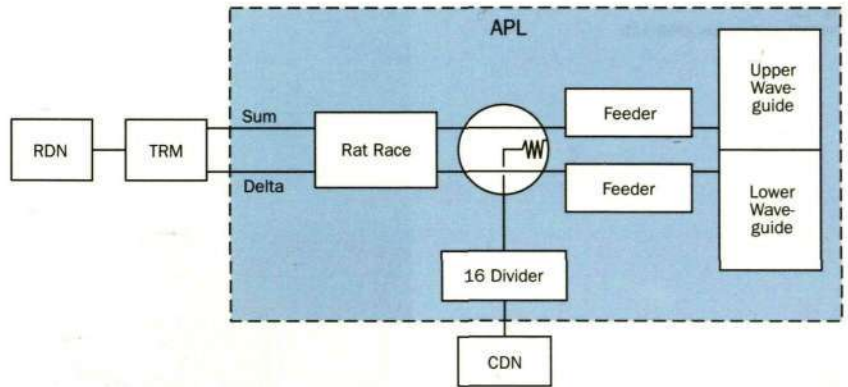 APL
Sum
Delta
RDN
TRM
Rat Race
Feeder
Feeder
Upper
Wave-
guide
Lower
Wave-
guide
16 Divider
CDN